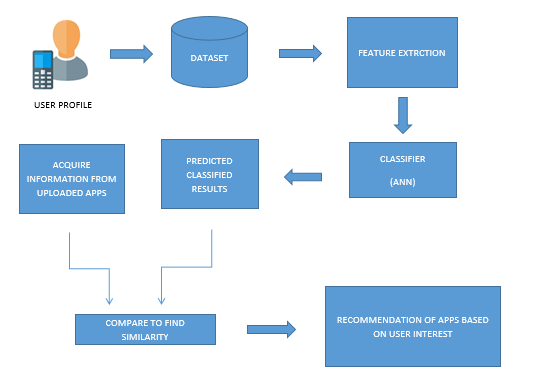 DATASET
FEATURE EXTRCTION
USER PROFILE
CLASSIFIER
(ANN)
PREDICTED
CLASSIFIED
RESULTS
ACQUIRE
INFORMATION FROM
UPLOADED APPS
COMPARE TO FIND
SIMILARITY
RECOMMENDATION OF APPS BASED
ON USER INTEREST